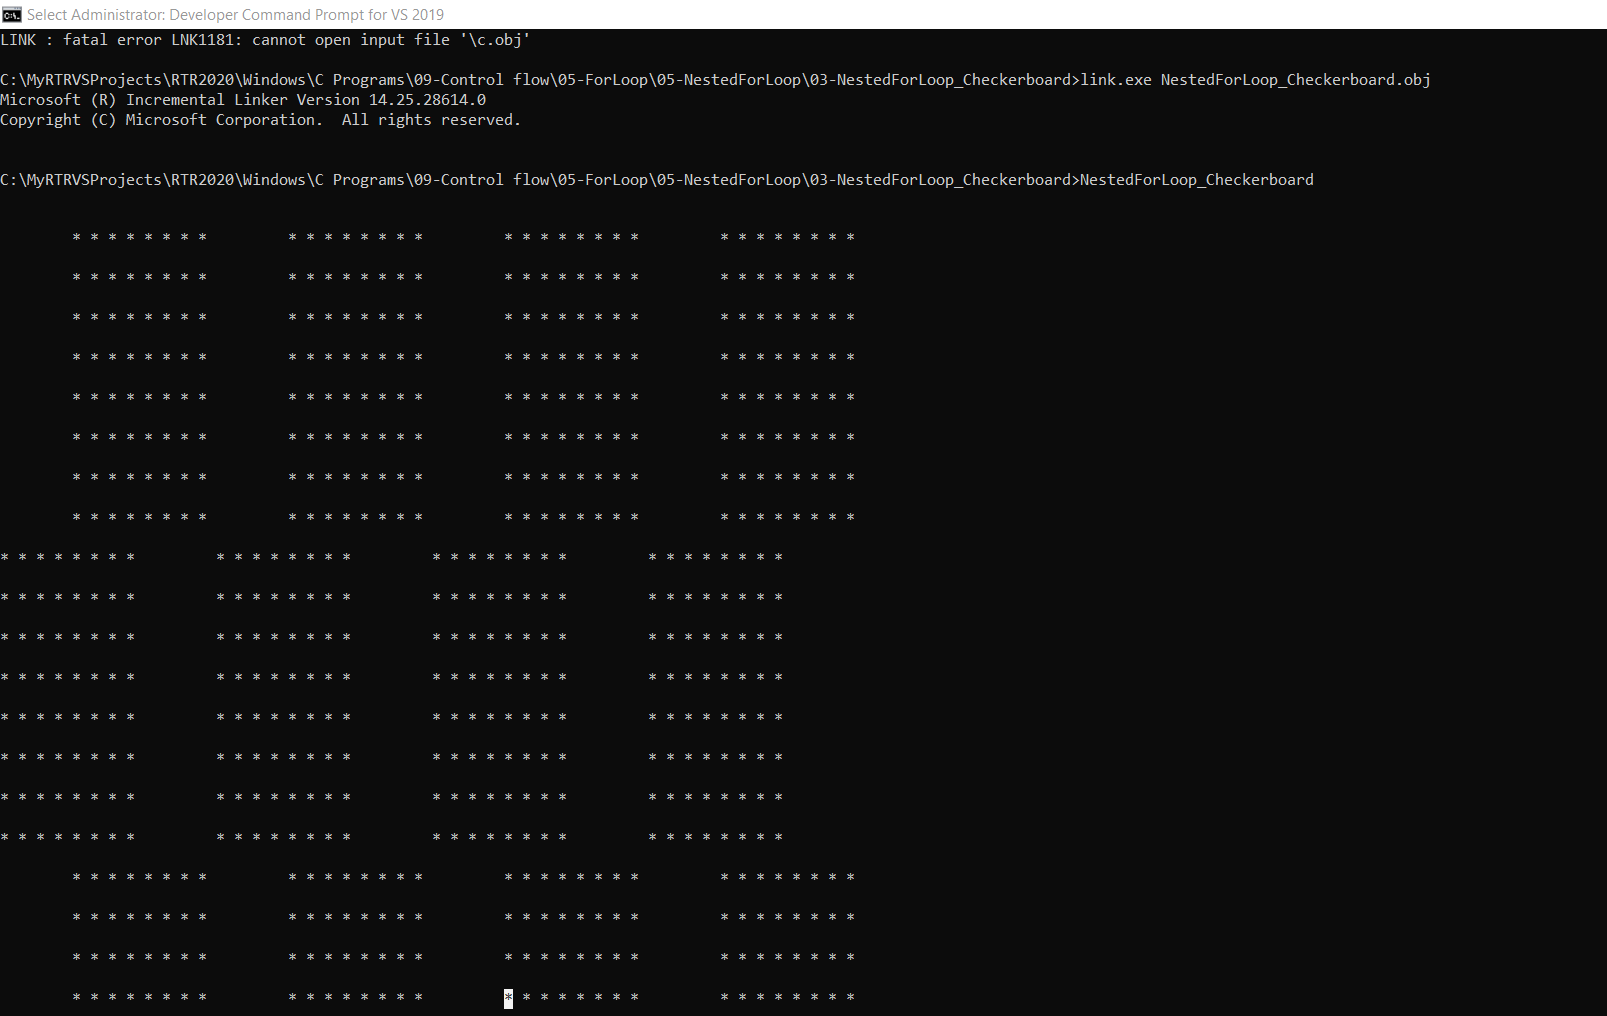 Select Administrator: Developer Command Prompt for VS 2019
LINK : fatal error LNK1181: cannot open input file '\c.obj'
C:\MyRTRVSProjects\RTR2020\Windows\C Programs\09-Control flow\05-ForLoop\05-NestedForLoop\03-NestedForLoop_Checkerboard>link.exe NestedForLoop_Checkerboard.obj
Microsoft (R) Incremental Linker Version 14.25.28614.0
Copyright (C) Microsoft Corporation.  All rights reserved.
C:\MyRTRVSProjects\RTR2020\Windows\C Programs\09-Control flow\05-ForLoop\05-NestedForLoop\03-NestedForLoop_Checkerboard>NestedForLoop_Checkerboard
        * * * * * * * *         * * * * * * * *         * * * * * * * *         * * * * * * * *
        * * * * * * * *         * * * * * * * *         * * * * * * * *         * * * * * * * *
        * * * * * * * *         * * * * * * * *         * * * * * * * *         * * * * * * * *
        * * * * * * * *         * * * * * * * *         * * * * * * * *         * * * * * * * *
        * * * * * * * *         * * * * * * * *         * * * * * * * *         * * * * * * * *
        * * * * * * * *         * * * * * * * *         * * * * * * * *         * * * * * * * *
        * * * * * * * *         * * * * * * * *         * * * * * * * *         * * * * * * * *
        * * * * * * * *         * * * * * * * *         * * * * * * * *         * * * * * * * *
* * * * * * * *         * * * * * * * *         * * * * * * * *         * * * * * * * *
* * * * * * * *         * * * * * * * *         * * * * * * * *         * * * * * * * *
* * * * * * * *         * * * * * * * *         * * * * * * * *         * * * * * * * *
* * * * * * * *         * * * * * * * *         * * * * * * * *         * * * * * * * *
* * * * * * * *         * * * * * * * *         * * * * * * * *         * * * * * * * *
* * * * * * * *         * * * * * * * *         * * * * * * * *         * * * * * * * *
* * * * * * * *         * * * * * * * *         * * * * * * * *         * * * * * * * *
* * * * * * * *         * * * * * * * *         * * * * * * * *         * * * * * * * *
        * * * * * * * *         * * * * * * * *         * * * * * * * *         * * * * * * * *
        * * * * * * * *         * * * * * * * *         * * * * * * * *         * * * * * * * *
        * * * * * * * *         * * * * * * * *         * * * * * * * *         * * * * * * * *
        * * * * * * * *         * * * * * * * *         * * * * * * * *         * * * * * * * *